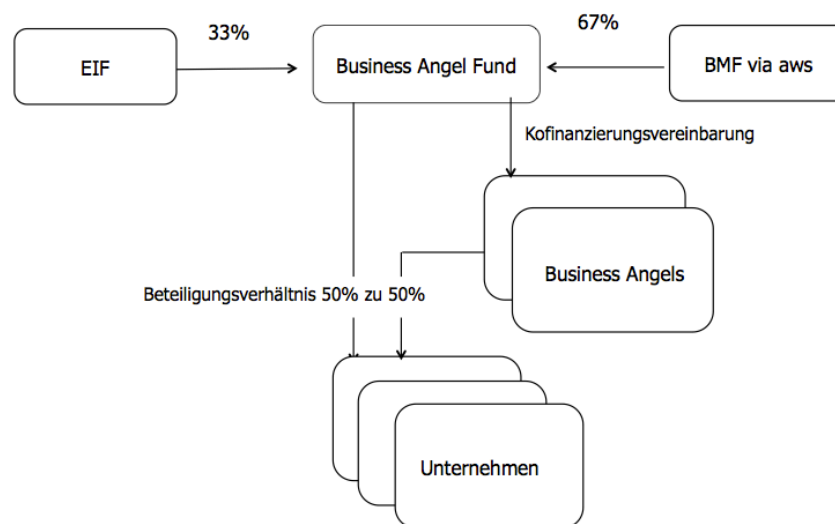 33%
67%
EIF
Business Angel Fund
BMF via aws
Kofinanzierungsvereinbarung
Business Angels
Beteiligungsverhältnis 50% zu 50%
Unternehmen